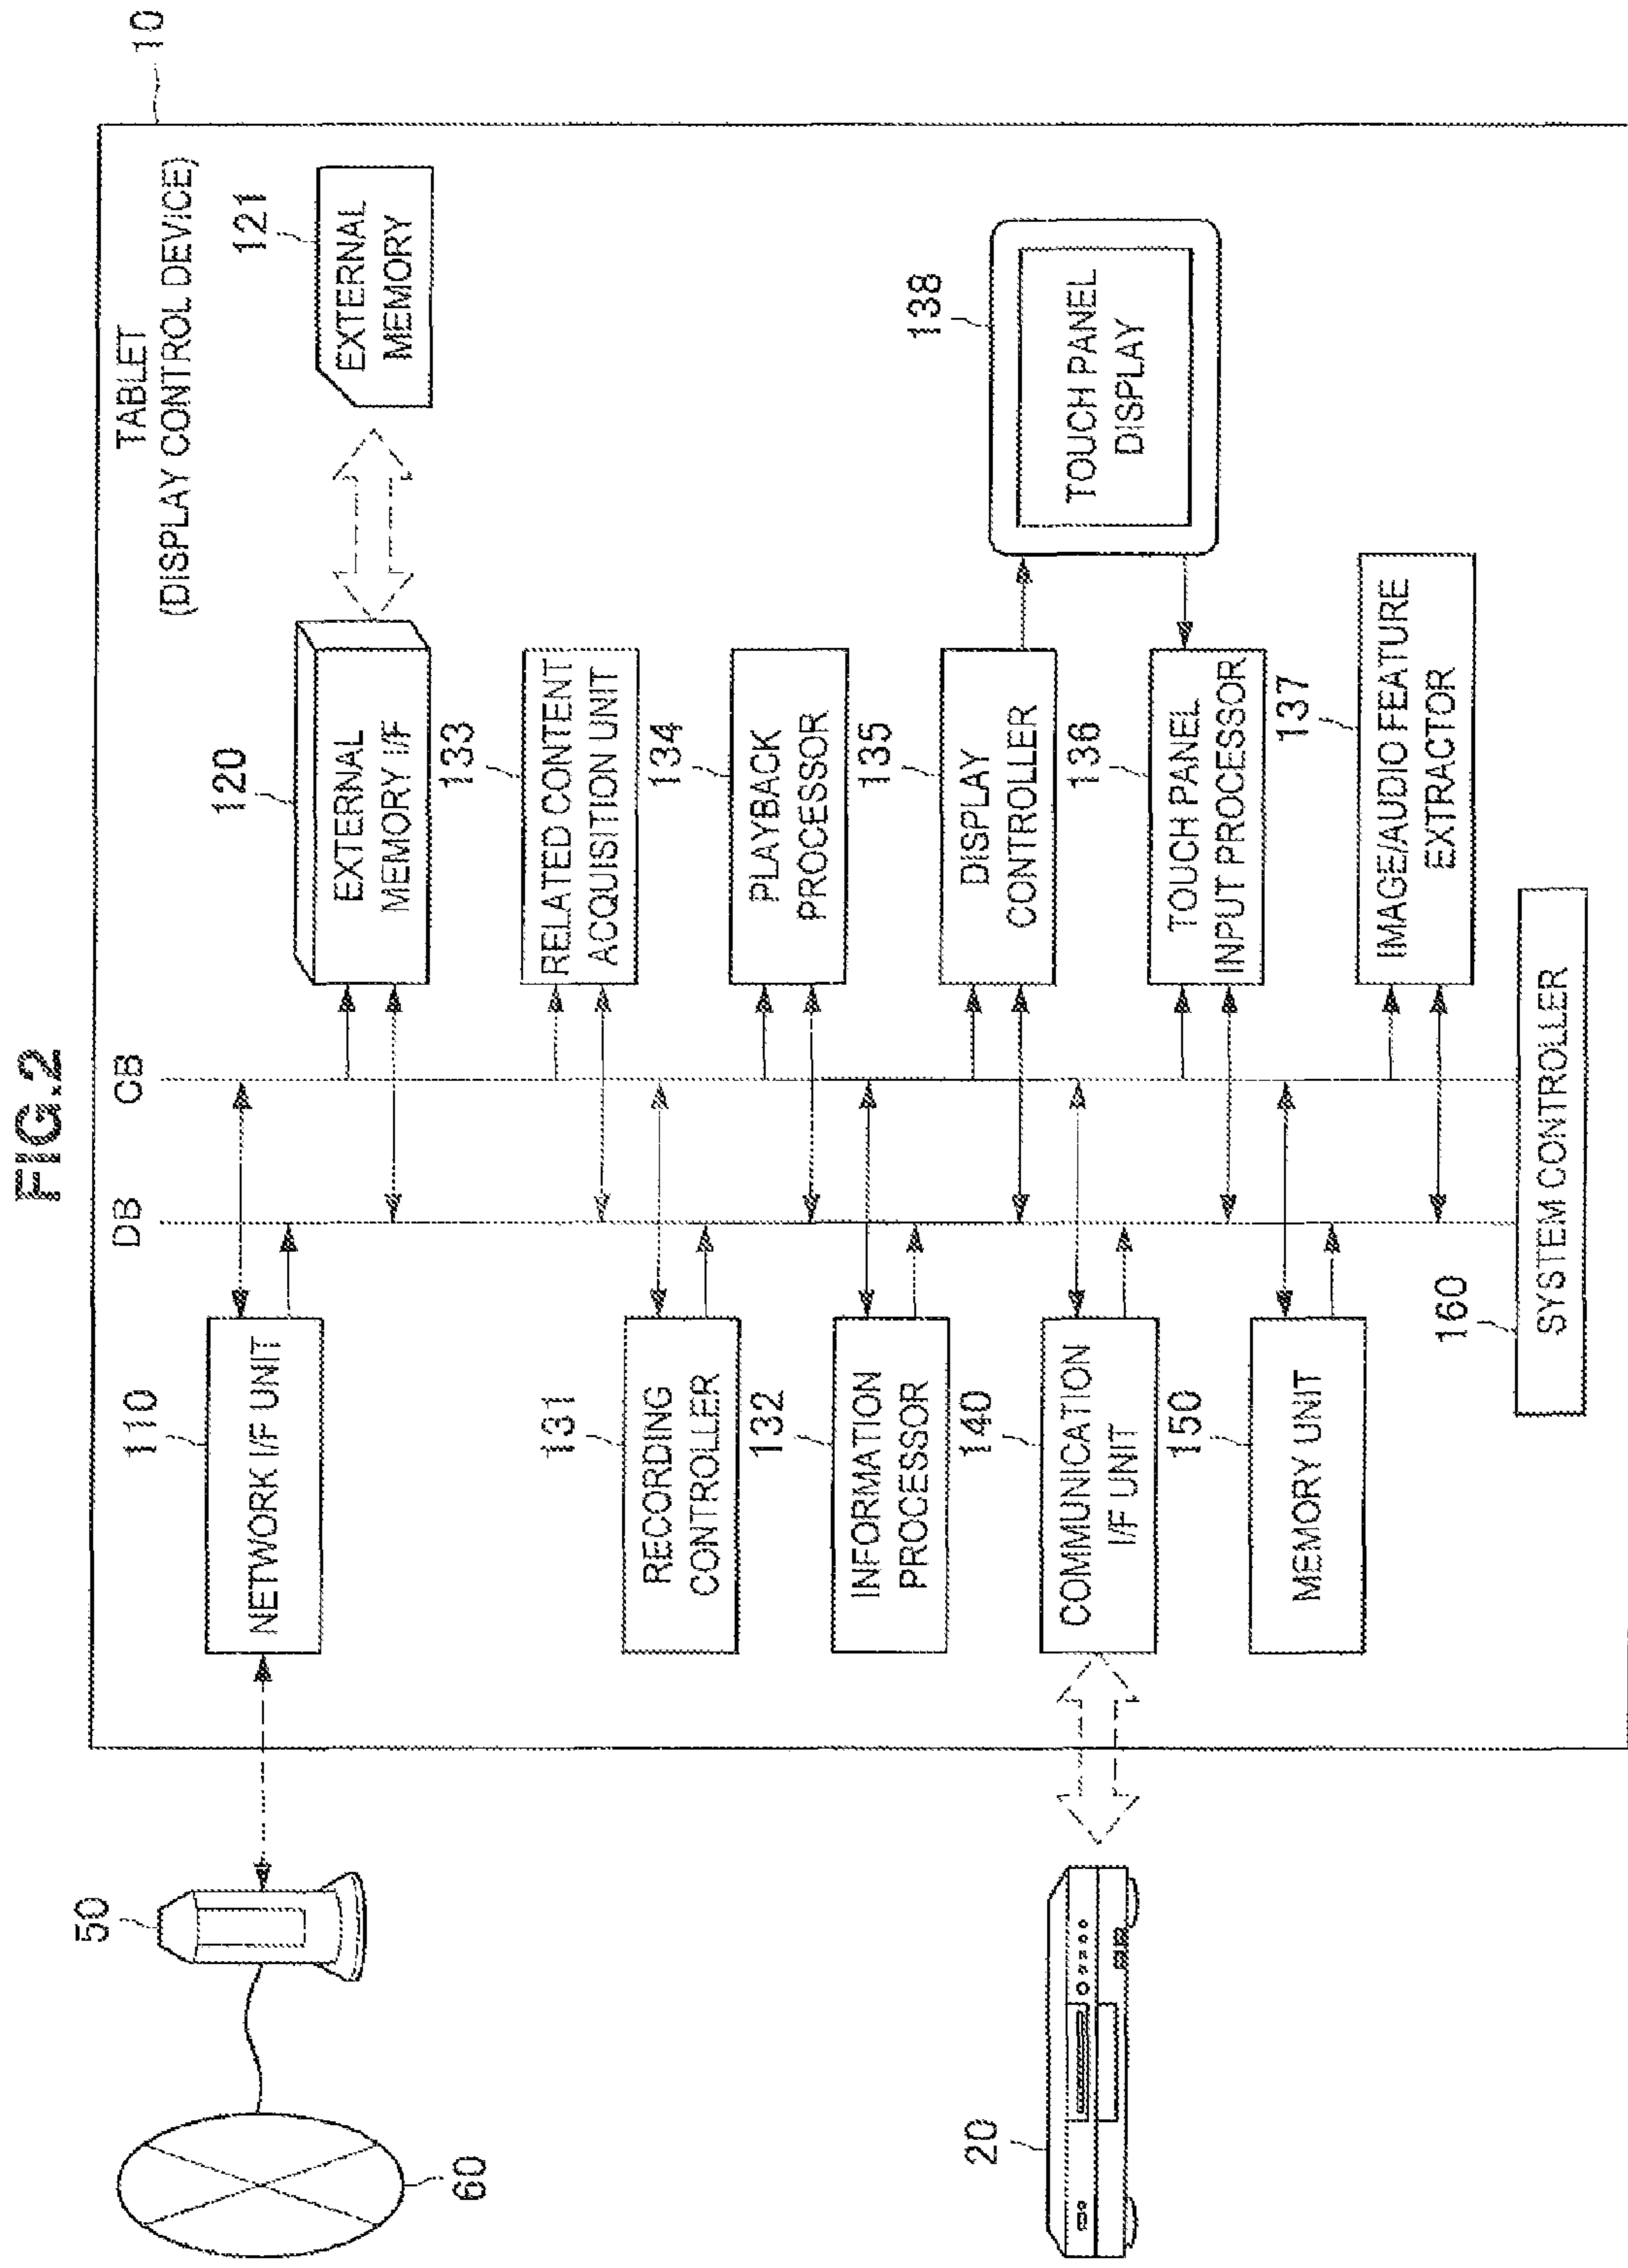 FIG.2
10
TABLET
(DISPLAY CONTROL DEVICE)
DB
CB
50
60
110
NETWORK I/F UNIT
120
EXTERNAL
MEMORY I/F
121
EXTERNAL
MEMORY
133
RELATED CONTENT
ACQUISITION UNIT
131
RECORDING
CONTROLLER
134
PLAYBACK
PROCESSOR
132
INFORMATION
PROCESSOR
135
DISPLAY
CONTROLLER
138
TOUCH PANEL
DISPLAY
20
140
COMMUNICATION
I/F UNIT
136
TOUCH PANEL
INPUT PROCESSOR
150
MEMORY UNIT
137
IMAGE/AUDIO FEATURE
EXTRACTOR
160
SYSTEM CONTROLLER